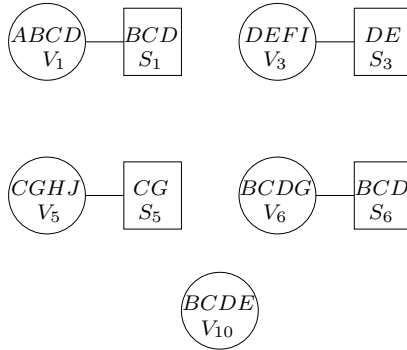 ABCD BCD DEFI DE
V₁ S₁ V₃ S₃
CGHJ CG BCDG BCD
V₅ S₅ V₆ S₆
BCDE
V₁₀